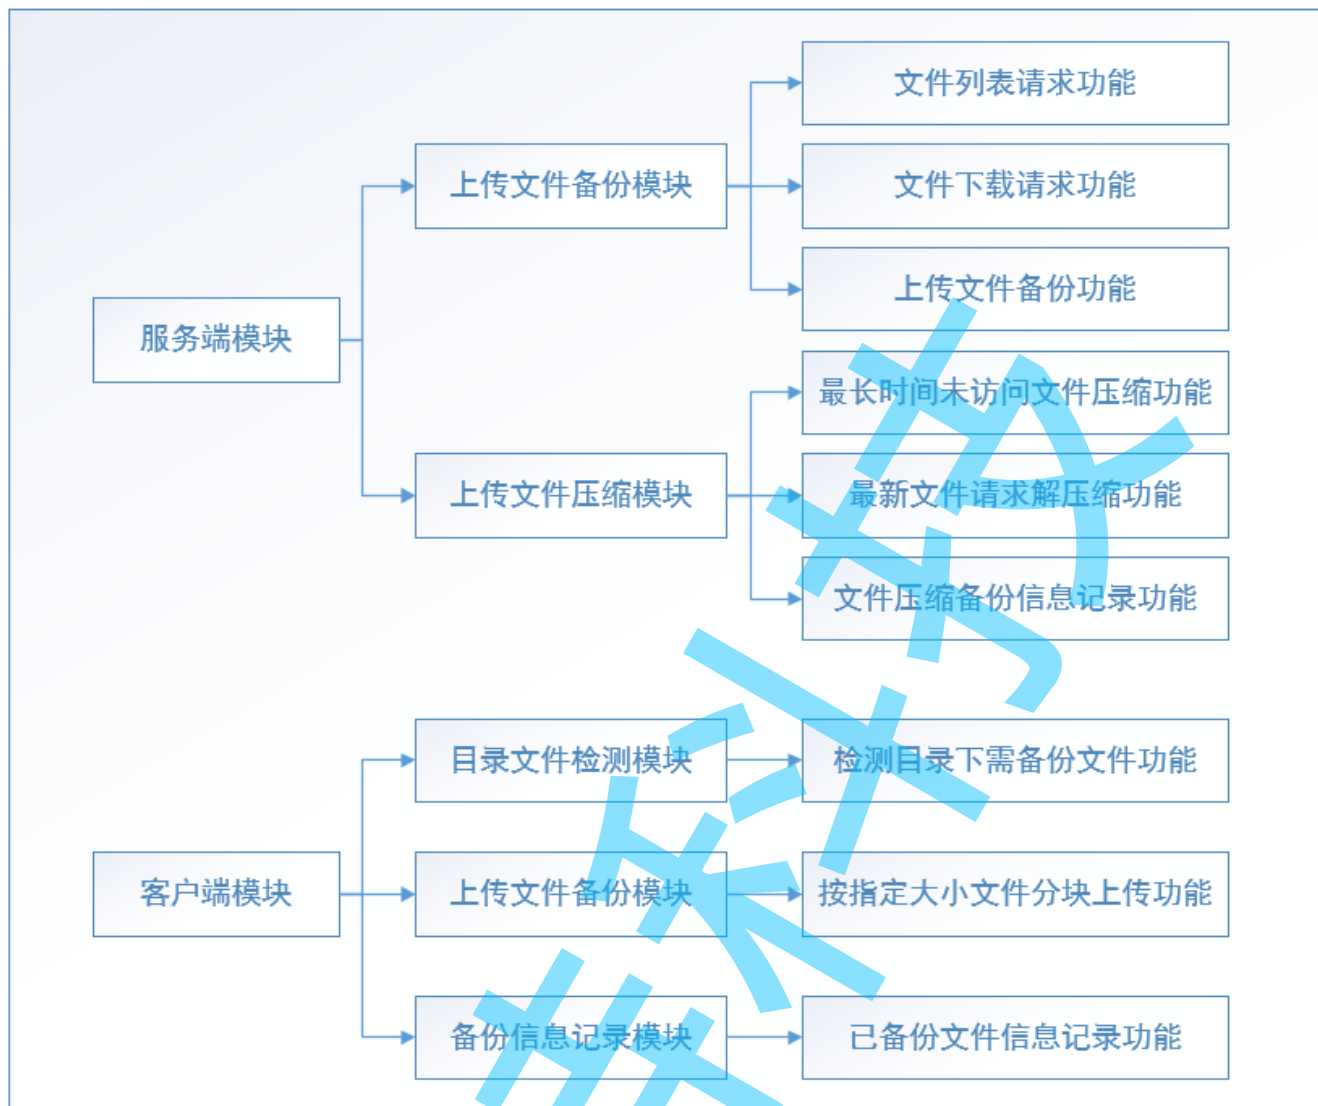 文件列表请求功能
上传文件备份模块
文件下载请求功能
上传文件备份功能
服务端模块
最长时间未访问文件压缩功能
上传文件压缩模块
最新文件请求解压缩功能
文件压缩备份信息记录功能
目录文件检测模块
检测目录下需备份文件功能
客户端模块
上传文件备份模块
按指定大小文件分块上传功能
备份信息记录模块
已备份文件信息记录功能
科技